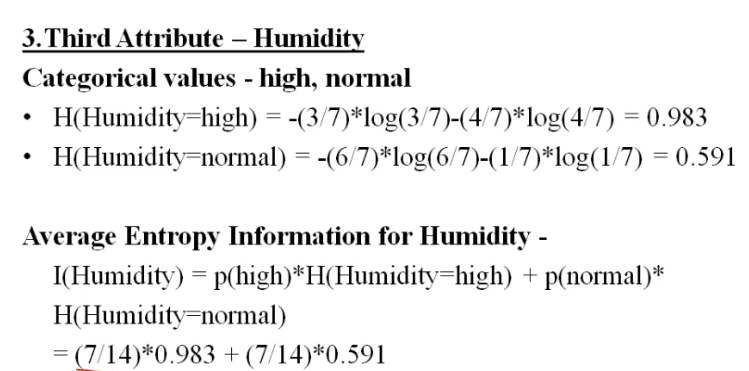 3.Third Attribute – Humidity
Categorical values - high, normal
• H(Humidity=high) = -(3/7)*log(3/7)-(4/7)*log(4/7) = 0.983
• H(Humidity=normal) = -(6/7)*log(6/7)-(1/7)*log(1/7) = 0.591
Average Entropy Information for Humidity -
I(Humidity) = p(high)*H(Humidity=high) + p(normal)*
H(Humidity=normal)
= (7/14)*0.983 + (7/14)*0.591